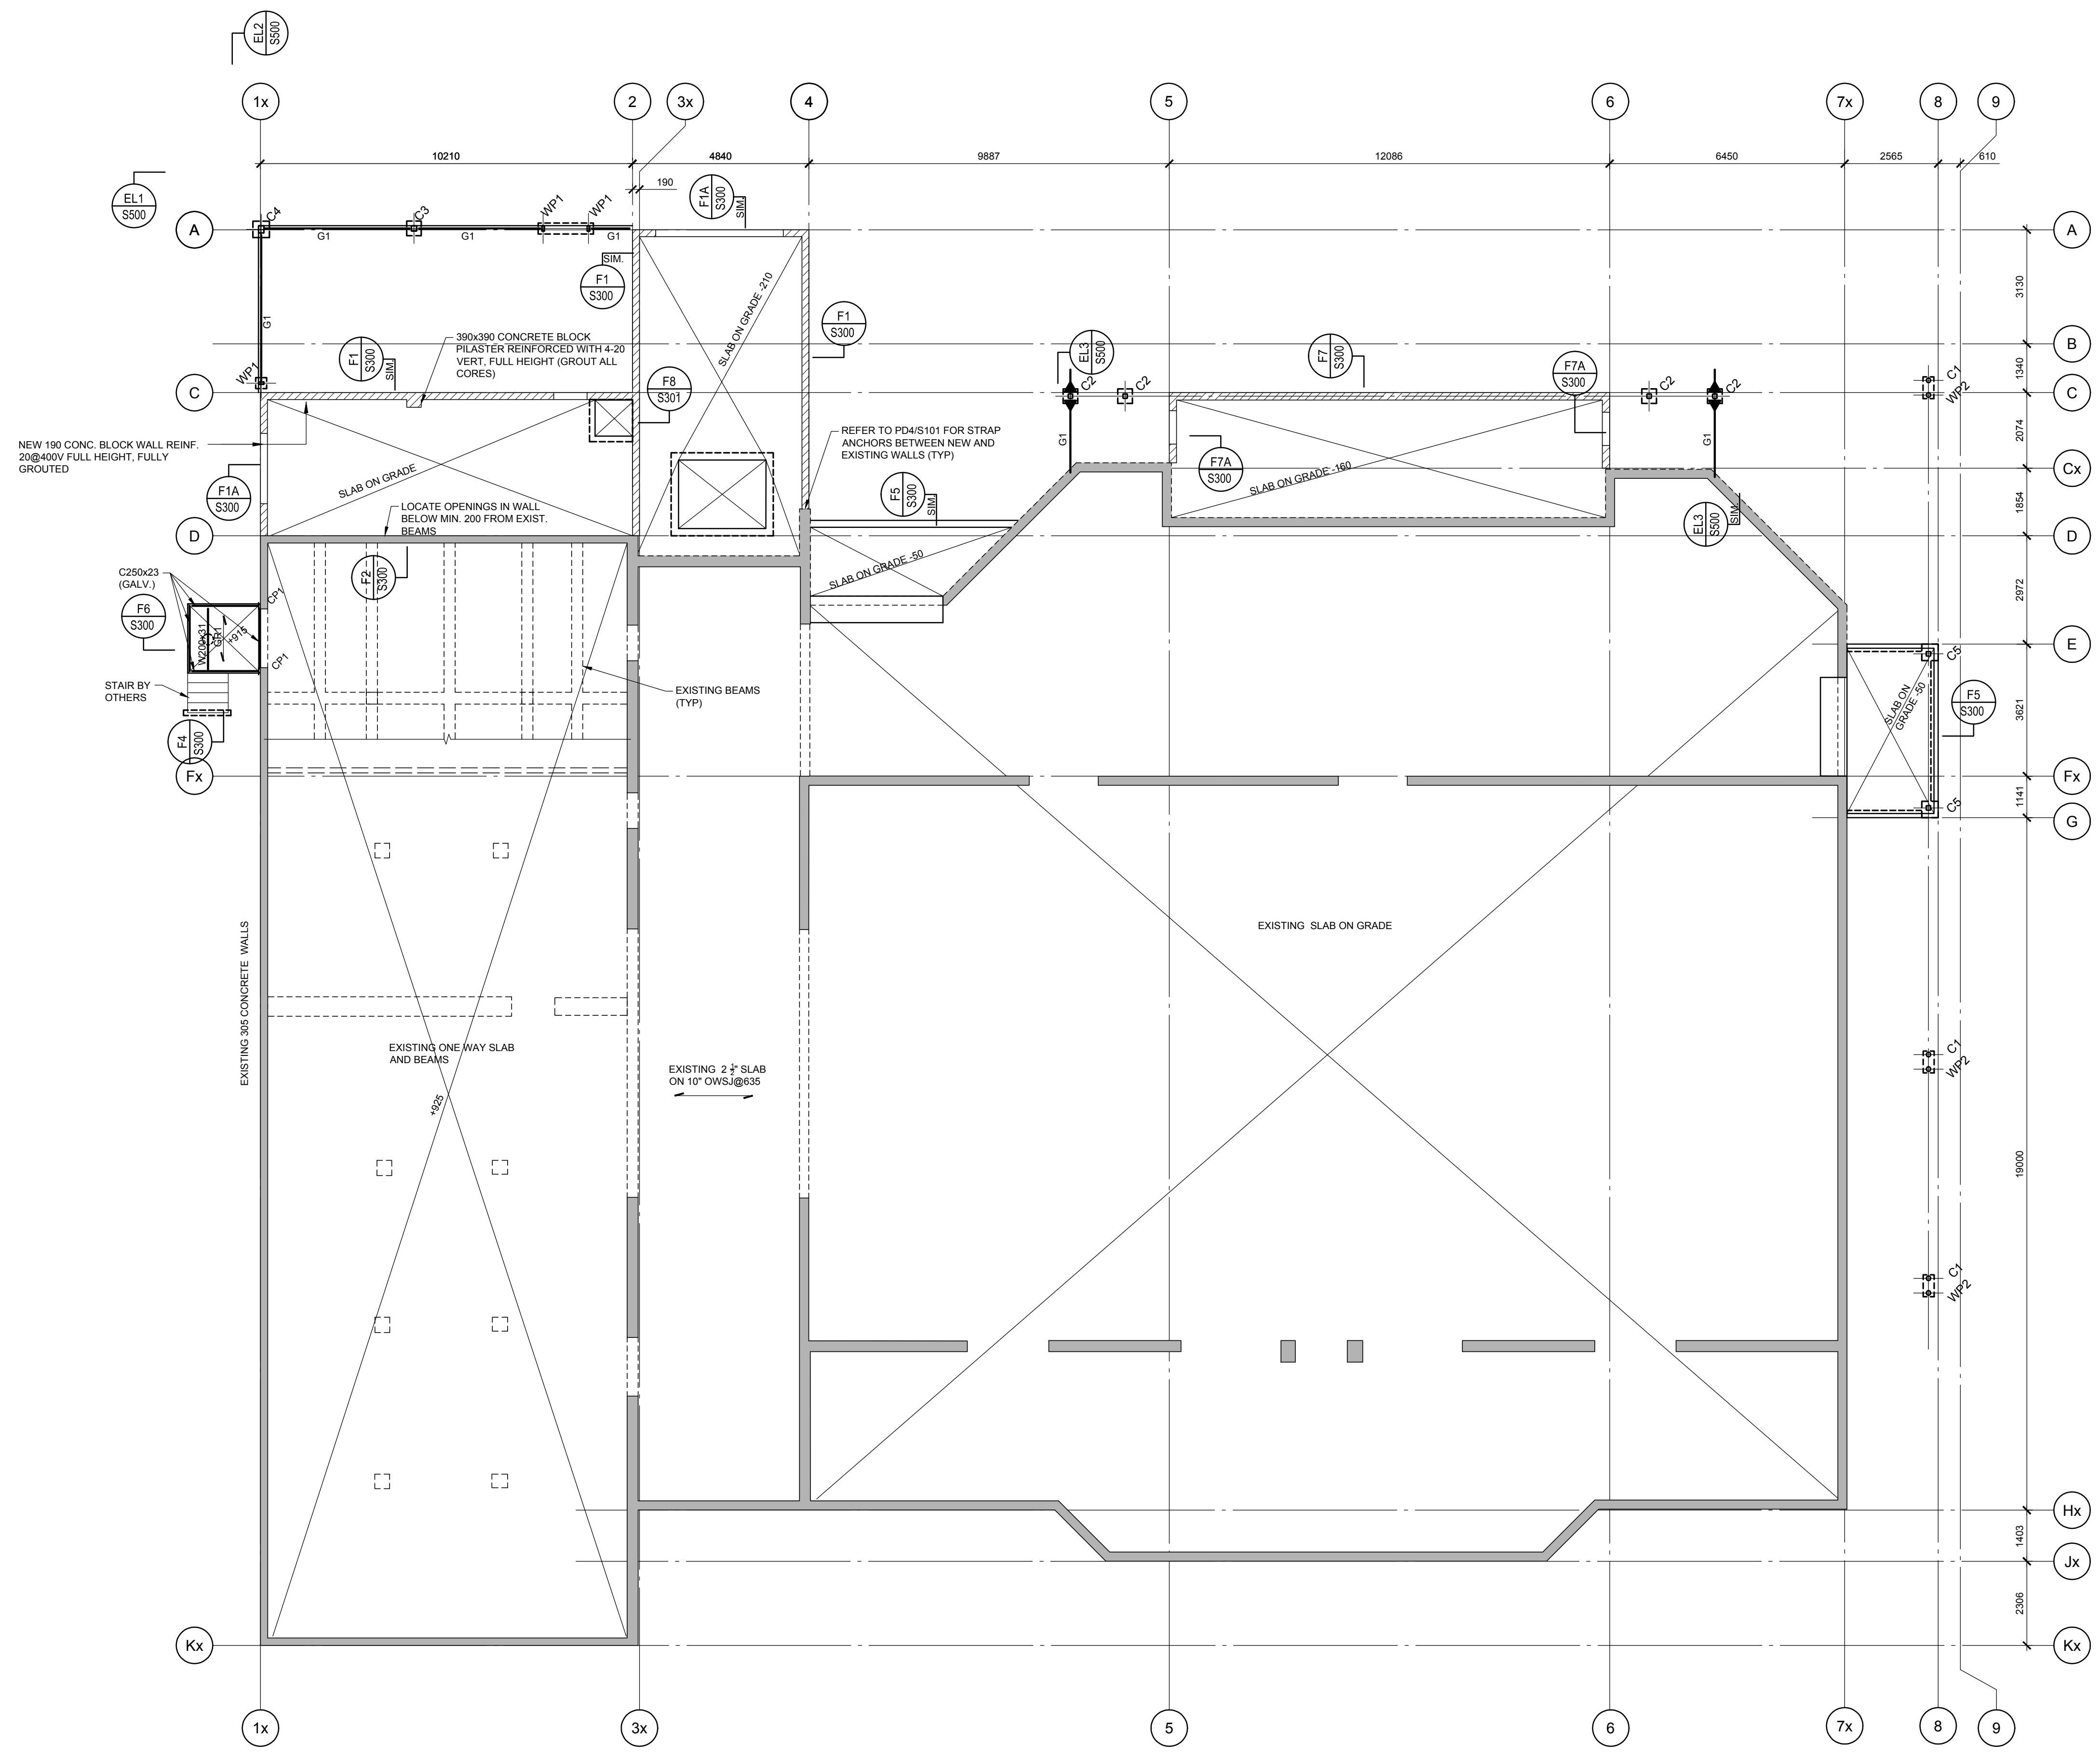 EL2
S500
1x
2
3x
4
5
6
7x
8
9
10210
4840
9887
12086
6450
2565
610
190
EL1
S500
F1A
S300
SIM.
C4
C3
WP1
WP1
A
G1
G1
G1
A
SIM.
F1
S300
3130
SLAB ON GRADE -210
G1
F1
S300
390x390 CONCRETE BLOCK
PILASTER REINFORCED WITH 4-20
VERT, FULL HEIGHT (GROUT ALL
CORES)
F1
S300
SIM.
EL3
S500
F7
S300
B
1340
WP1
F8
S301
C2
C2
F7A
S300
C2
C2
C1
WP2
C
C
NEW 190 CONC. BLOCK WALL REINF.
20@400V FULL HEIGHT, FULLY
GROUTED
REFER TO PD4/S101 FOR STRAP
ANCHORS BETWEEN NEW AND
EXISTING WALLS (TYP)
G1
G1
2074
F7A
S300
SLAB ON GRADE -160
Cx
F1A
S300
SLAB ON GRADE
F5
S300
SIM.
LOCATE OPENINGS IN WALL
BELOW MIN. 200 FROM EXIST.
BEAMS
EL3
S500
SIM.
1854
D
D
C250x23
(GALV.)
F2
S300
SLAB ON GRADE -50
2972
CP1
F6
S300
W200x31
GR1
+915
CP1
E
C5
STAIR BY
OTHERS
EXISTING BEAMS
(TYP)
SLAB ON
GRADE -50
F5
S300
3621
F4
S300
Fx
Fx
1141
C5
G
EXISTING 305 CONCRETE WALLS
EXISTING SLAB ON GRADE
EXISTING ONE WAY SLAB
AND BEAMS
EXISTING 2 1/2" SLAB
ON 10" OWSJ@635
+925
C1
WP2
19000
C1
WP2
Hx
1403
Jx
2306
Kx
Kx
1x
3x
5
6
7x
8
9